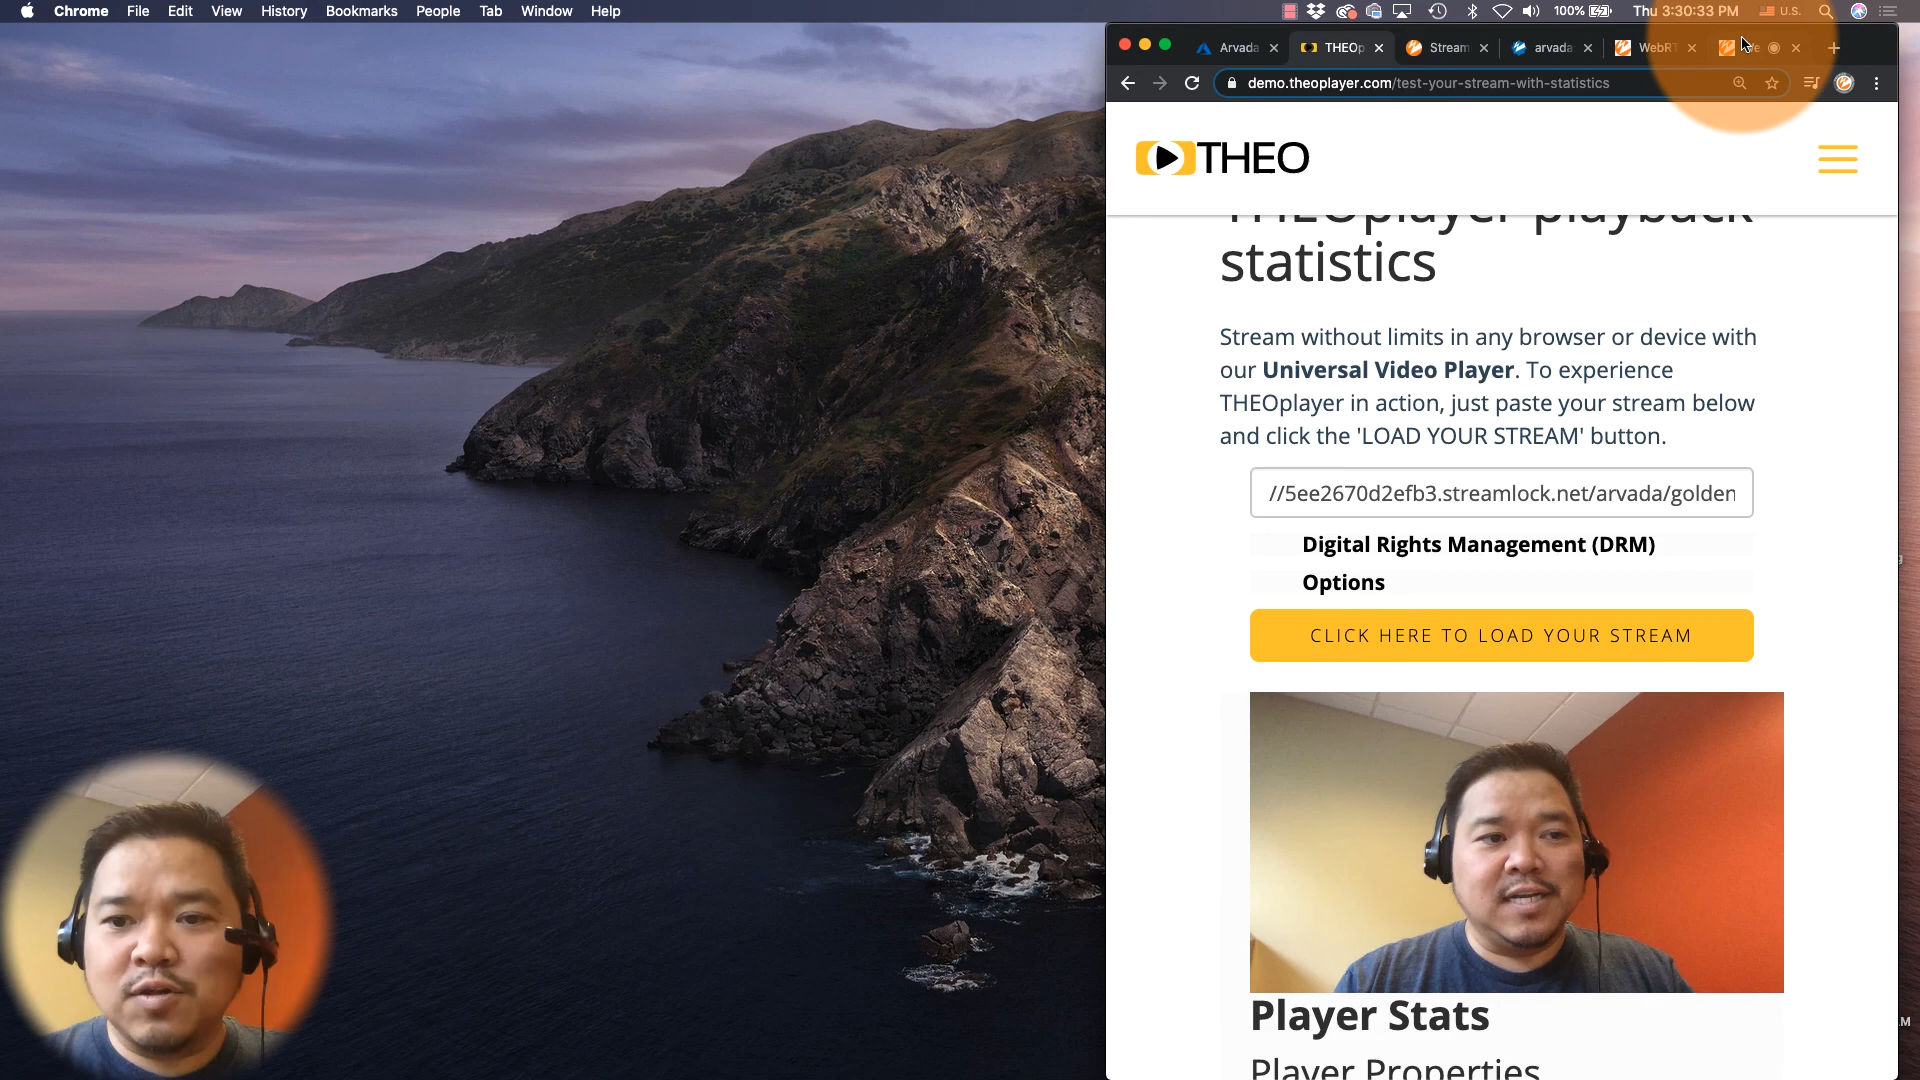 Chrome File Edit View History Bookmarks People Tab Window Help
100% Thu 3:30:33 PM U.S.
Arvada THEOp Stream arvada WebRT
demo.theoplayer.com/test-your-stream-with-statistics
THEO
THEOplayer playback
statistics
Stream without limits in any browser or device with
our Universal Video Player. To experience
THEOplayer in action, just paste your stream below
and click the 'LOAD YOUR STREAM' button.
//5ee2670d2efb3.streamlock.net/arvada/golden
Digital Rights Management (DRM)
Options
CLICK HERE TO LOAD YOUR STREAM
Player Stats
Player Properties